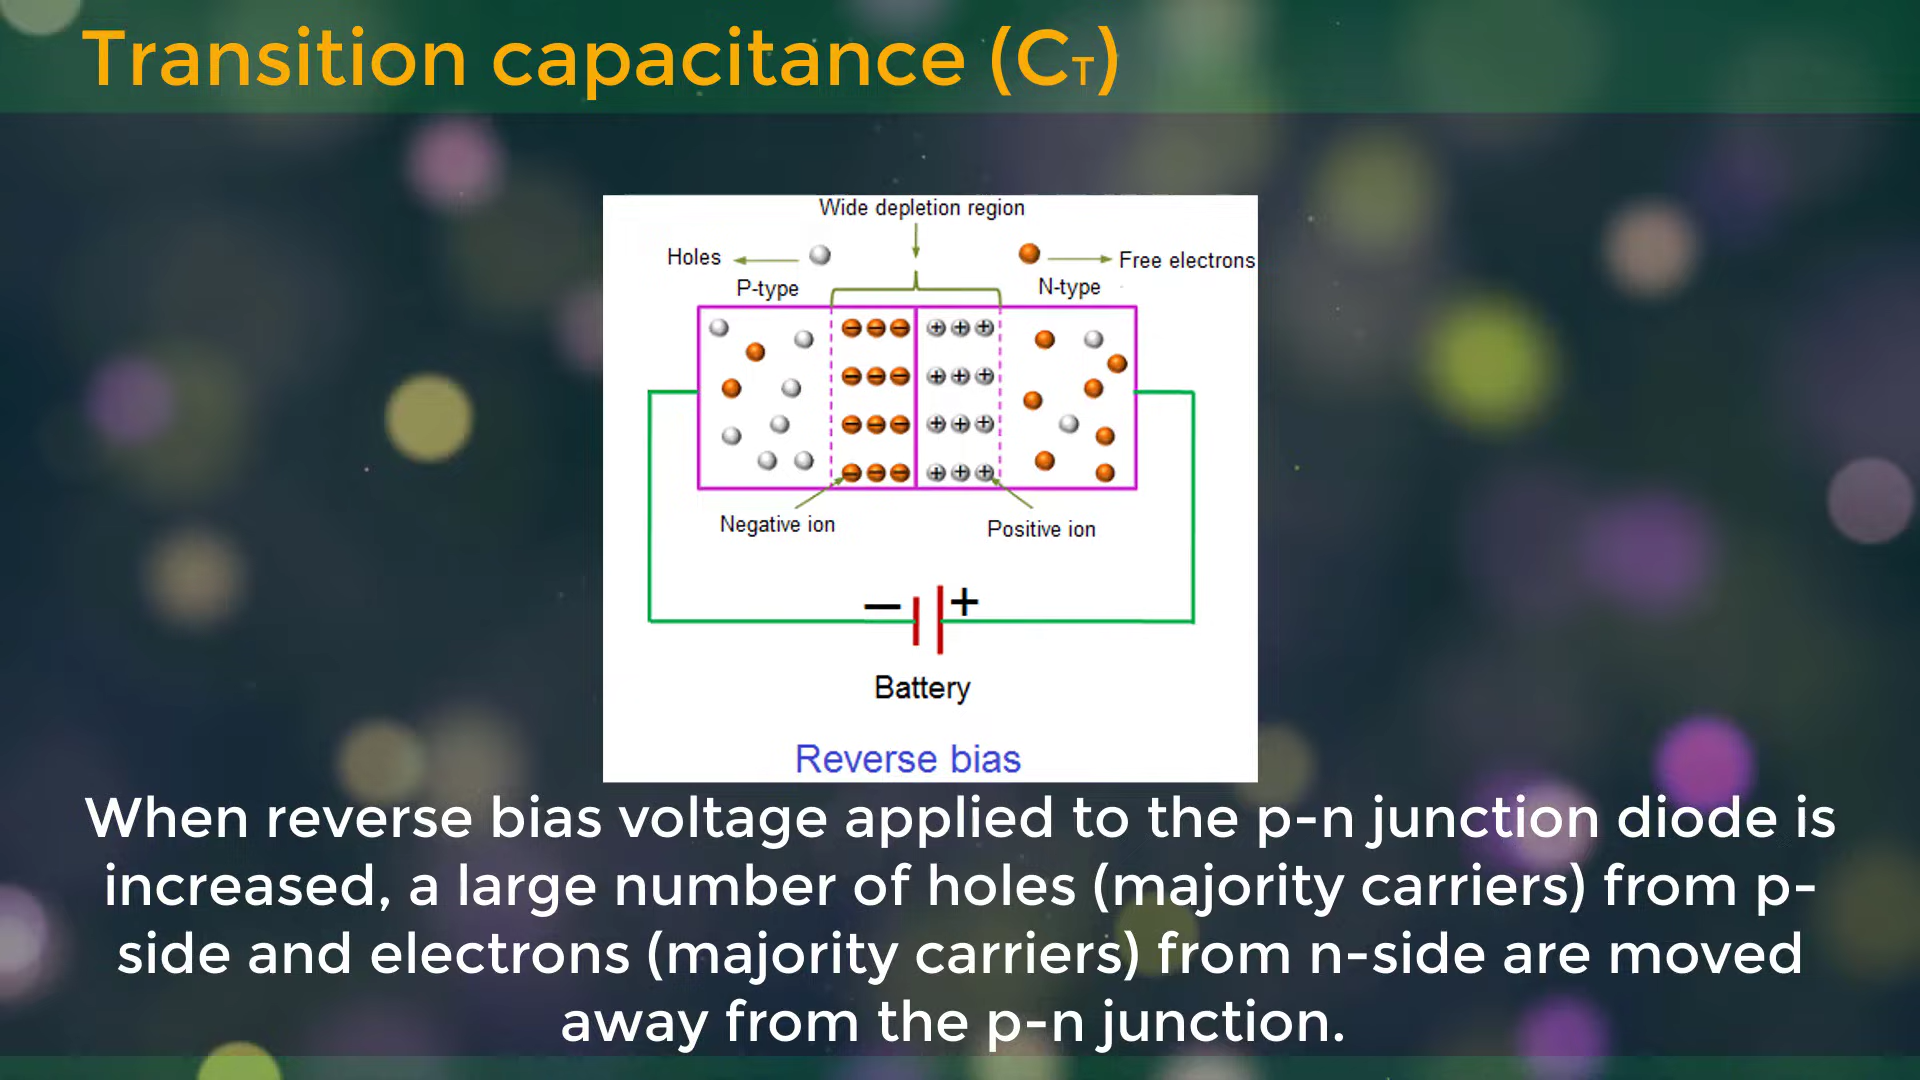 Transition capacitance (CT)
Wide depletion region
Holes
Free electrons
P-type
N-type
Negative ion
Positive ion
− +
Battery
Reverse bias
When reverse bias voltage applied to the p-n junction diode is
increased, a large number of holes (majority carriers) from p-
side and electrons (majority carriers) from n-side are moved
away from the p-n junction.